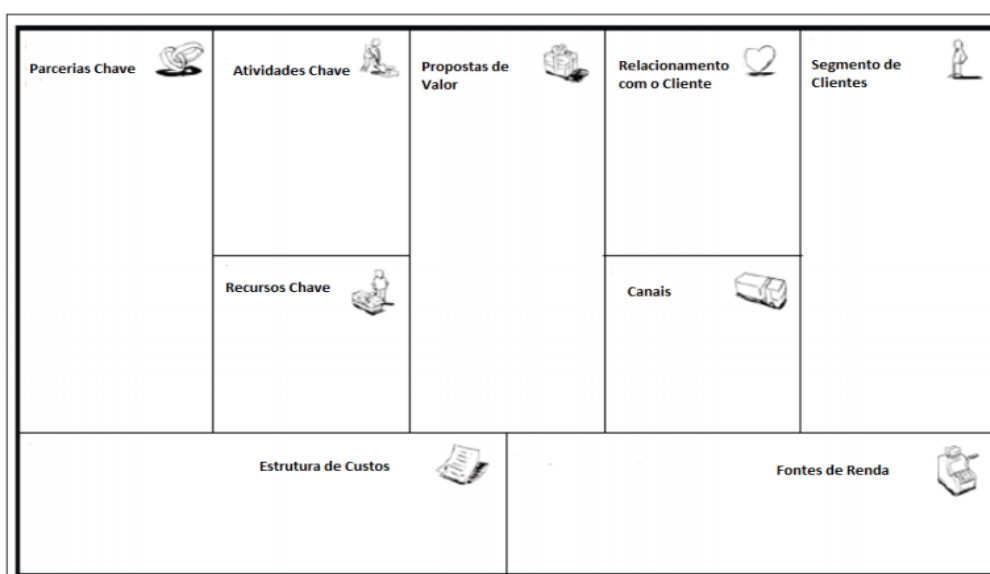 Parcerias Chave
Atividades Chave
Propostas de
Valor
Relacionamento
com o Cliente
Segmento de
Clientes
Recursos Chave
Canais
Estrutura de Custos
Fontes de Renda